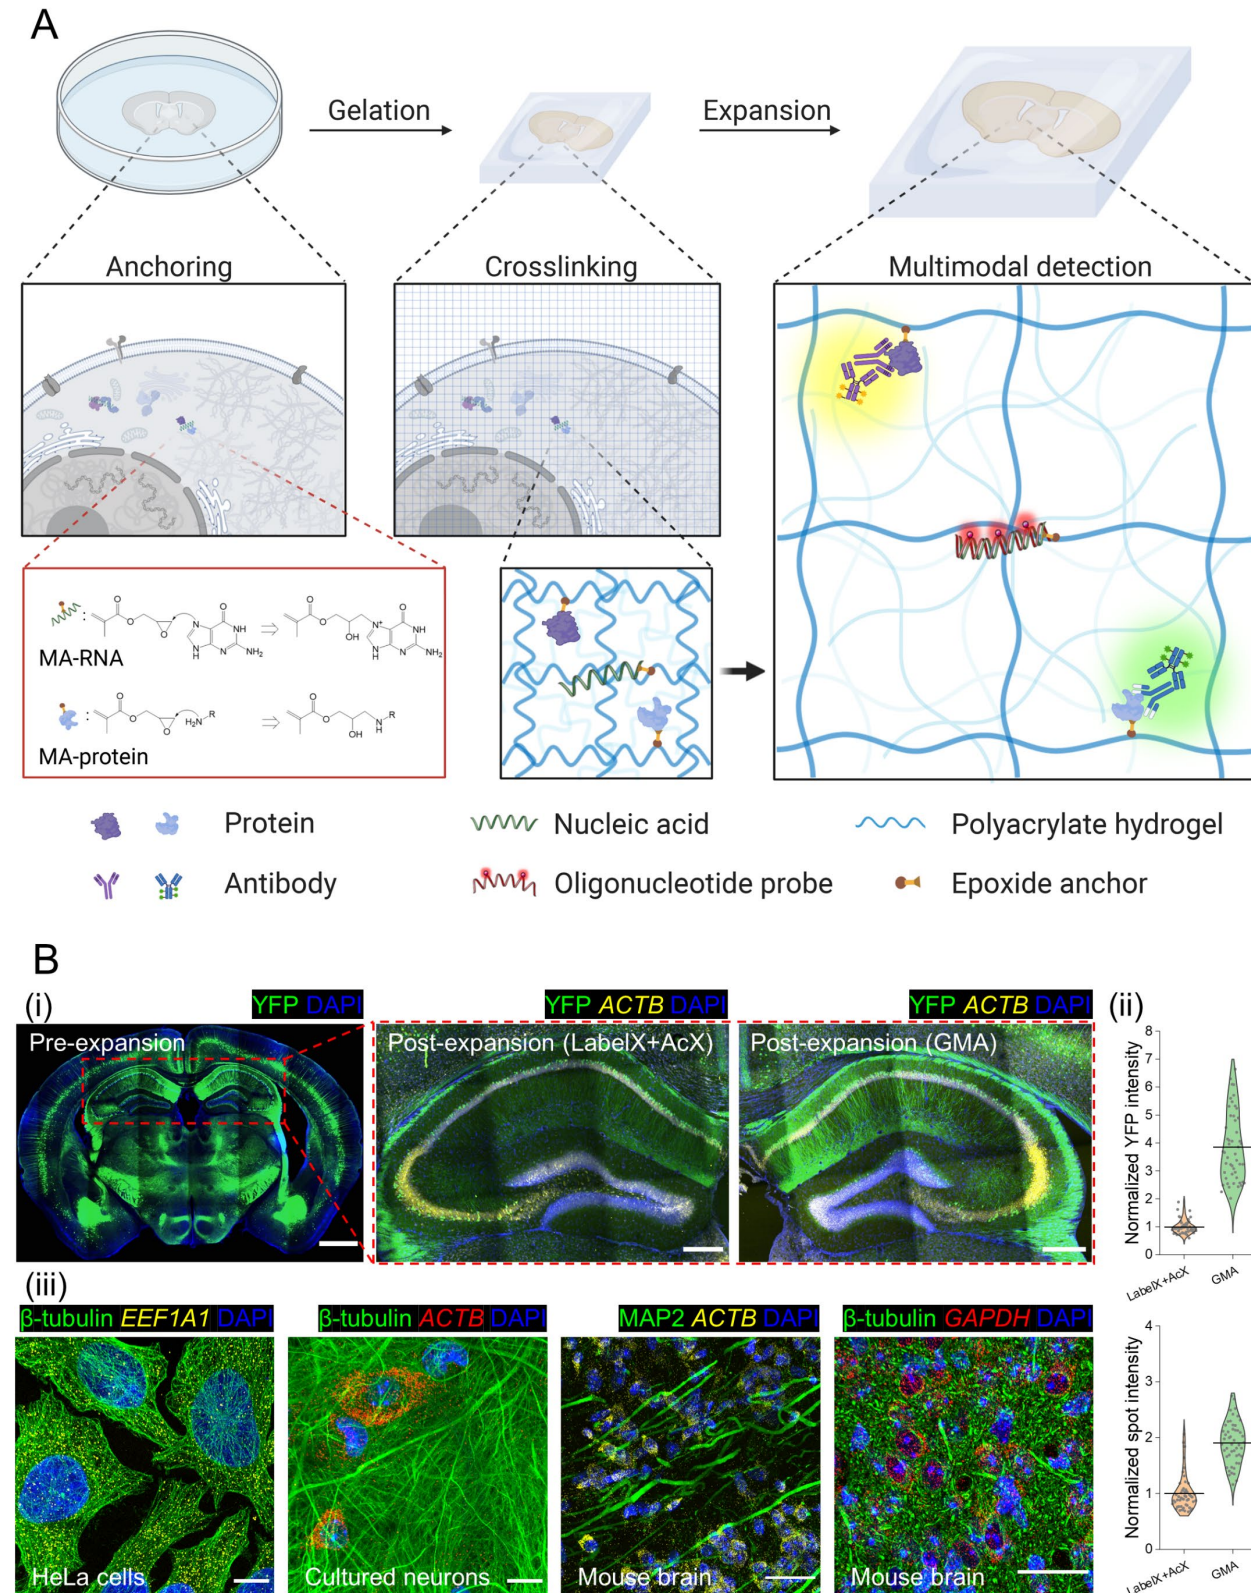 A
Gelation
Expansion
Anchoring
Crosslinking
Multimodal detection
MA-RNA
MA-protein
Protein
Nucleic acid
Polyacrylate hydrogel
Antibody
Oligonucleotide probe
Epoxide anchor
B
(i)
YFP DAPI
YFP ACTB DAPI
YFP ACTB DAPI
(ii)
Pre-expansion
Post-expansion (LabelX+AcX)
Post-expansion (GMA)
Normalized YFP intensity
8
7
6
5
4
3
2
1
0
LabelX+AcX
GMA
(iii)
β-tubulin EEF1A1 DAPI
β-tubulin ACTB DAPI
MAP2 ACTB DAPI
β-tubulin GAPDH DAPI
HeLa cells
Cultured neurons
Mouse brain
Mouse brain
Normalized spot intensity
4
3
2
1
0
LabelX+AcX
GMA